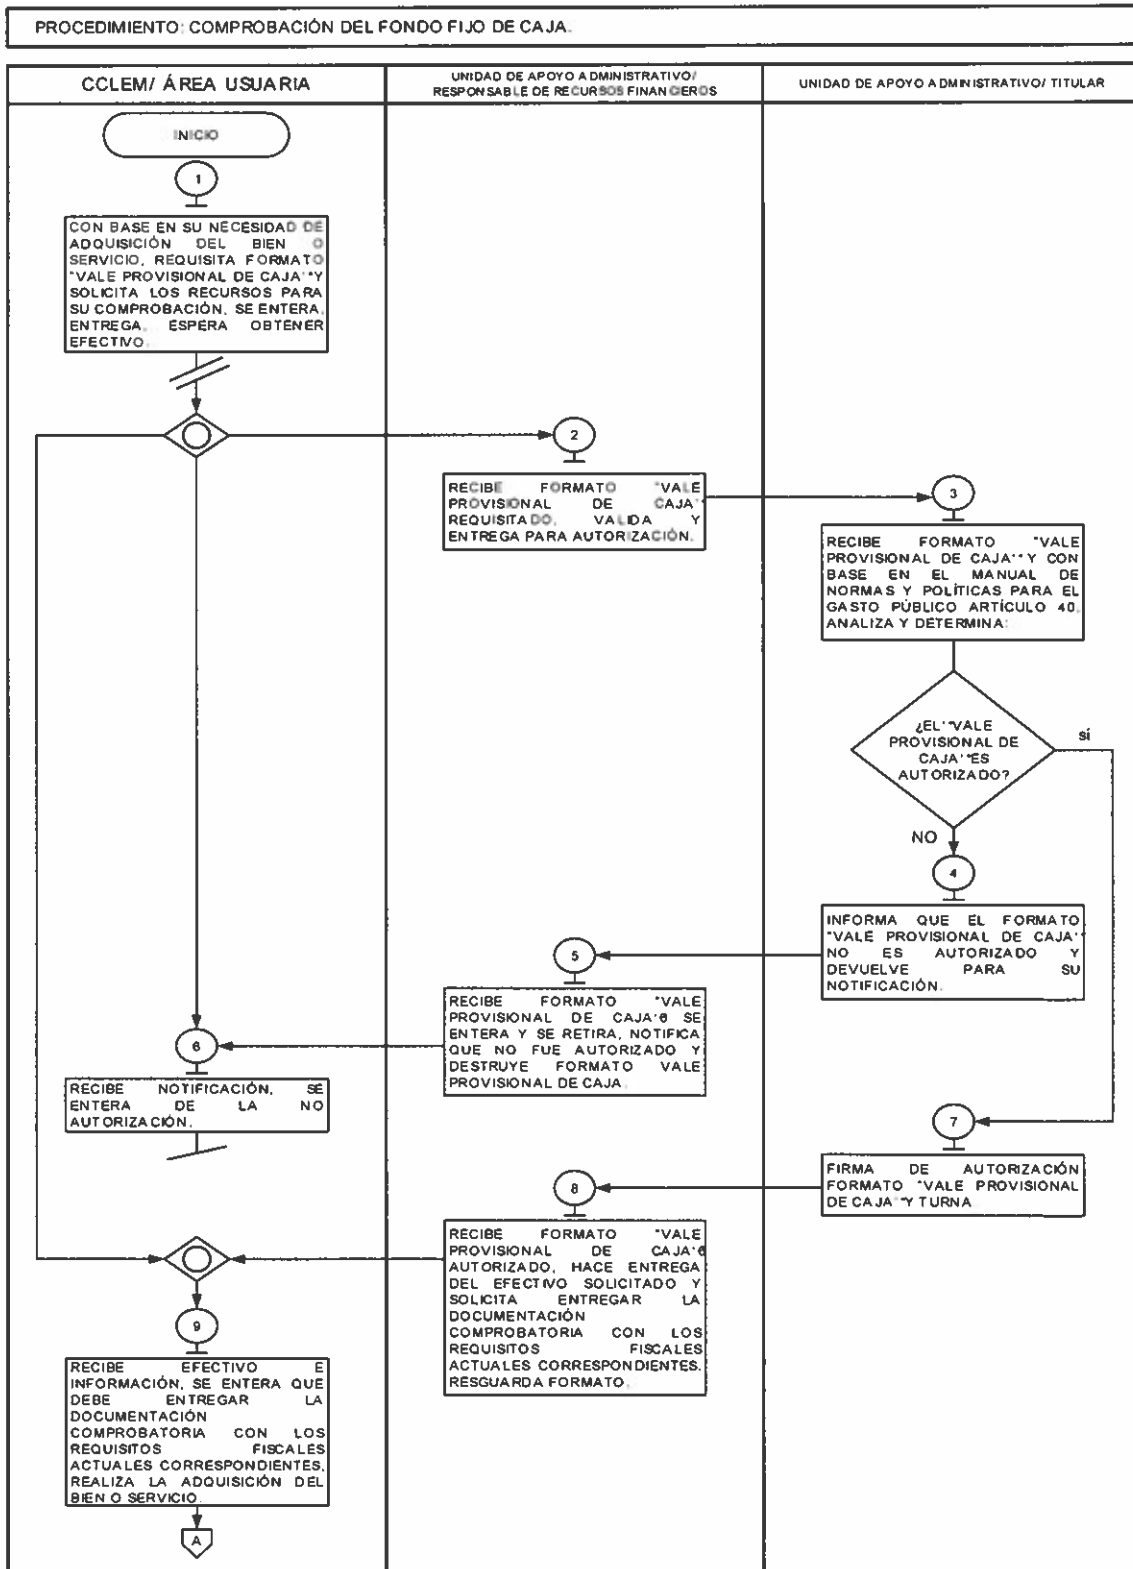 PROCEDIMIENTO: COMPROBACIÓN DEL FONDO FIJO DE CAJA.
CCLEM/ ÁREA USUARIA
UNIDAD DE APOYO ADMINISTRATIVO/
RESPONSABLE DE RECURSOS FINANCIEROS
UNIDAD DE APOYO ADMINISTRATIVO/ TITULAR
INICIO
1
CON BASE EN SU NECESIDAD DE
ADQUISICIÓN DEL BIEN O
SERVICIO, REQUISITA FORMATO
"VALE PROVISIONAL DE CAJA" Y
SOLICITA LOS RECURSOS PARA
SU COMPROBACIÓN, SE ENTERA,
ENTREGA, ESPERA OBTENER
EFECTIVO.
2
RECIBE FORMATO "VALE
PROVISIONAL DE CAJA"
REQUISITADO, VALIDA Y
ENTREGA PARA AUTORIZACIÓN.
3
RECIBE FORMATO "VALE
PROVISIONAL DE CAJA" Y CON
BASE EN EL MANUAL DE
NORMAS Y POLÍTICAS PARA EL
GASTO PÚBLICO ARTÍCULO 40,
ANALIZA Y DETERMINA:
¿EL "VALE
PROVISIONAL DE
CAJA" ES
AUTORIZADO?
sí
NO
4
INFORMA QUE EL FORMATO
"VALE PROVISIONAL DE CAJA"
NO ES AUTORIZADO Y
DEVUELVE PARA SU
NOTIFICACIÓN.
5
RECIBE FORMATO "VALE
PROVISIONAL DE CAJA"6 SE
ENTERA Y SE RETIRA, NOTIFICA
QUE NO FUE AUTORIZADO Y
DESTRUYE FORMATO VALE
PROVISIONAL DE CAJA.
6
RECIBE NOTIFICACIÓN, SE
ENTERA DE LA NO
AUTORIZACIÓN.
7
FIRMA DE AUTORIZACIÓN
FORMATO "VALE PROVISIONAL
DE CAJA" Y TURNA
8
RECIBE FORMATO "VALE
PROVISIONAL DE CAJA"6
AUTORIZADO, HACE ENTREGA
DEL EFECTIVO SOLICITADO Y
SOLICITA ENTREGAR LA
DOCUMENTACIÓN
COMPROBATORIA CON LOS
REQUISITOS FISCALES
ACTUALES CORRESPONDIENTES.
RESGUARDA FORMATO.
9
RECIBE EFECTIVO E
INFORMACIÓN, SE ENTERA QUE
DEBE ENTREGAR LA
DOCUMENTACIÓN
COMPROBATORIA CON LOS
REQUISITOS FISCALES
ACTUALES CORRESPONDIENTES,
REALIZA LA ADQUISICIÓN DEL
BIEN O SERVICIO.
A